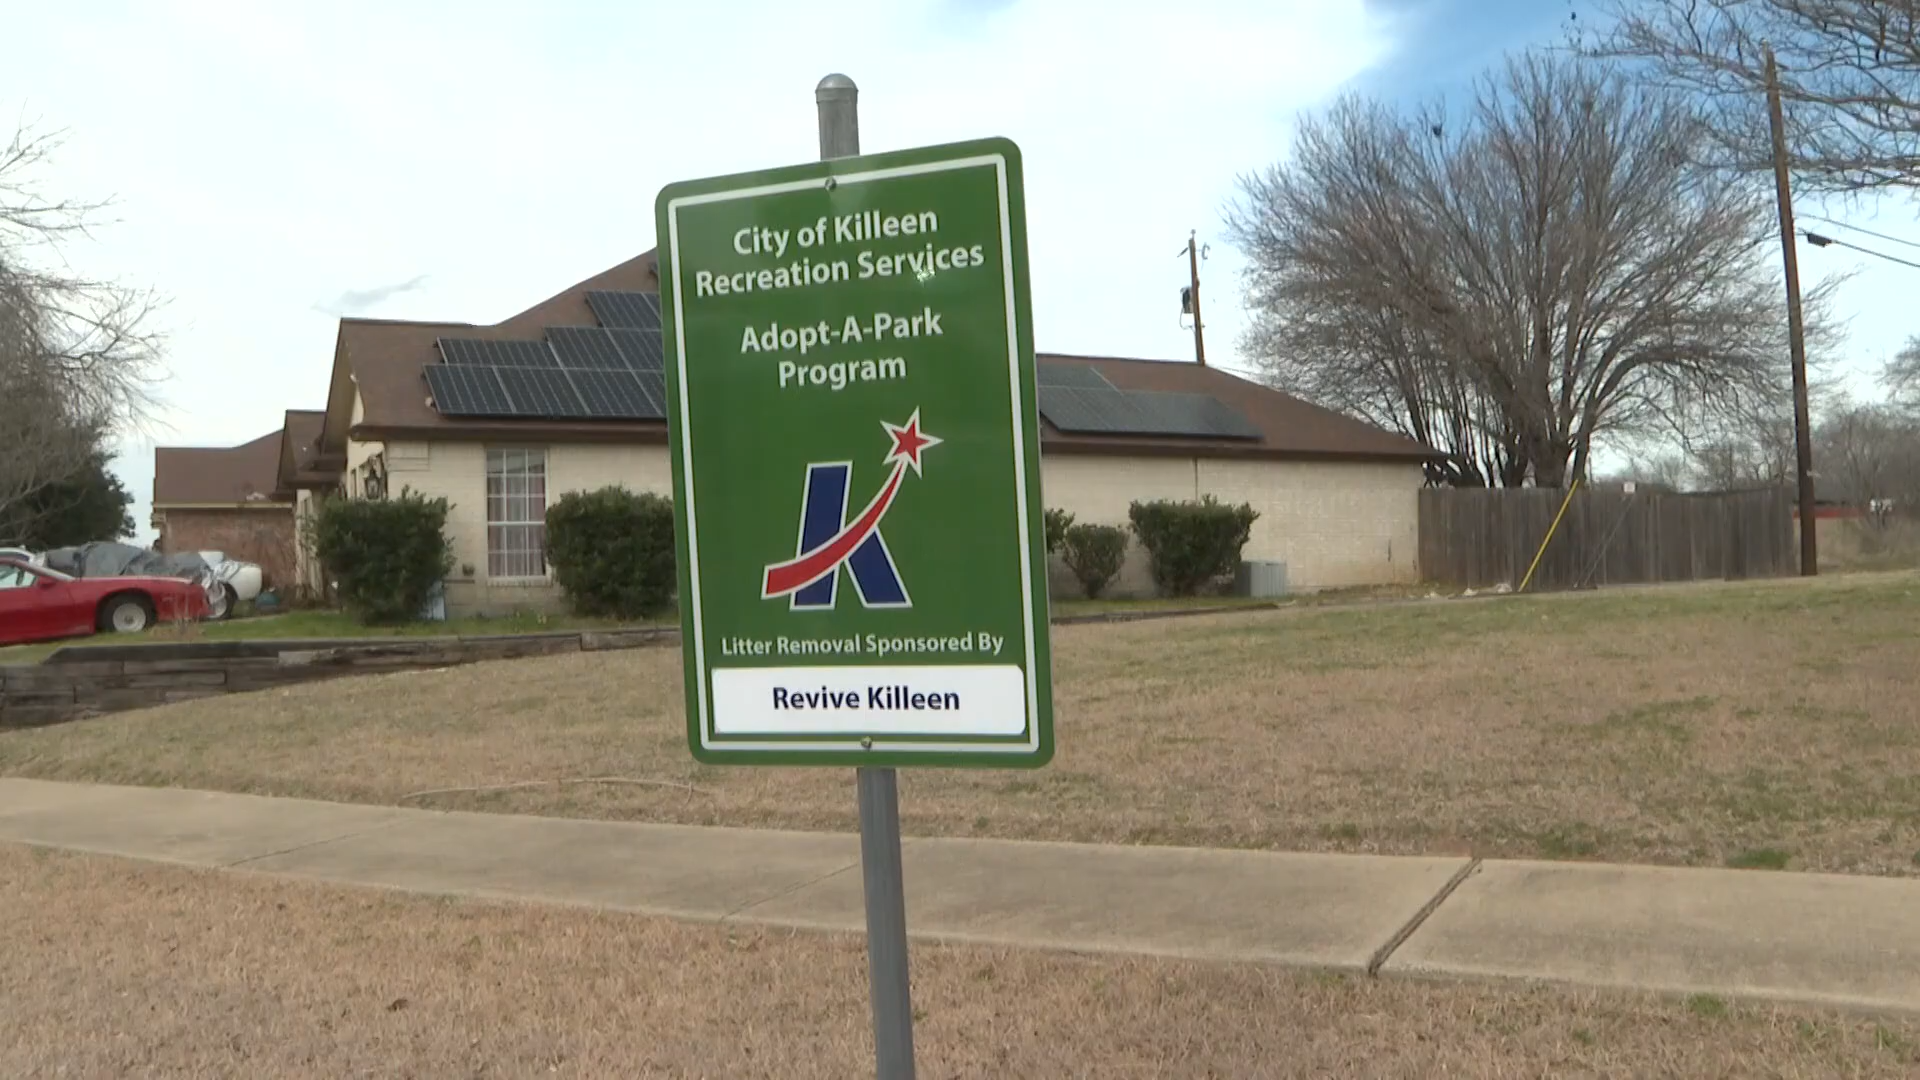 City of Killeen
Recreation Services
Adopt-A-Park
Program
K
Litter Removal Sponsored By
Revive Killeen